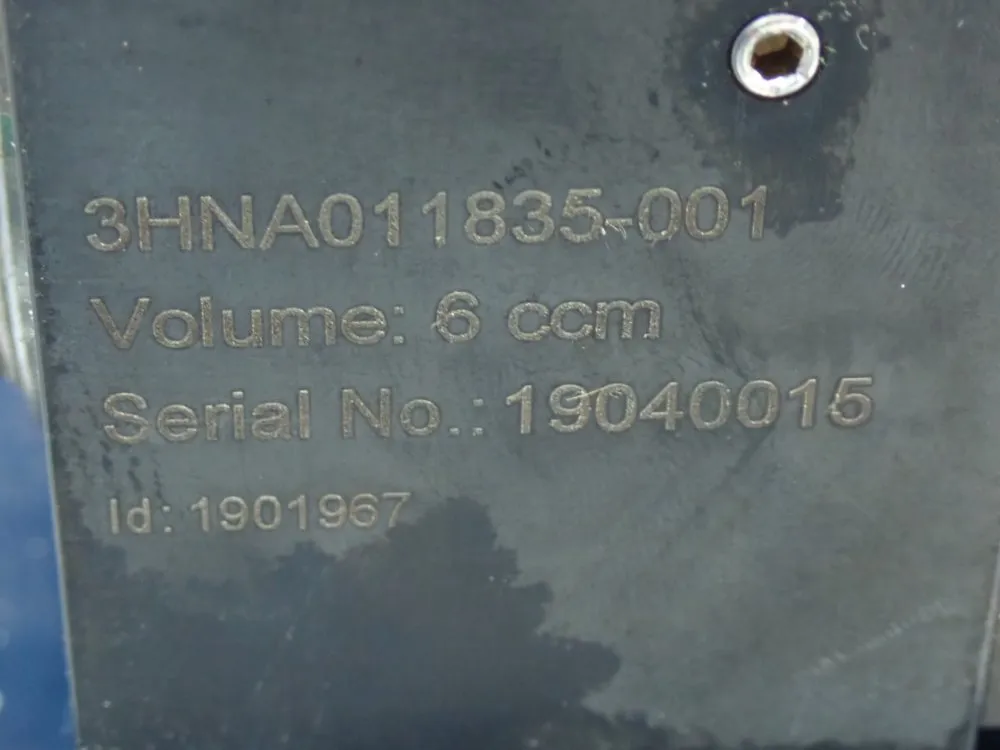 3HNA011835-001
Volume: 6 ccm
Serial No.: 19040015
Id: 1901967